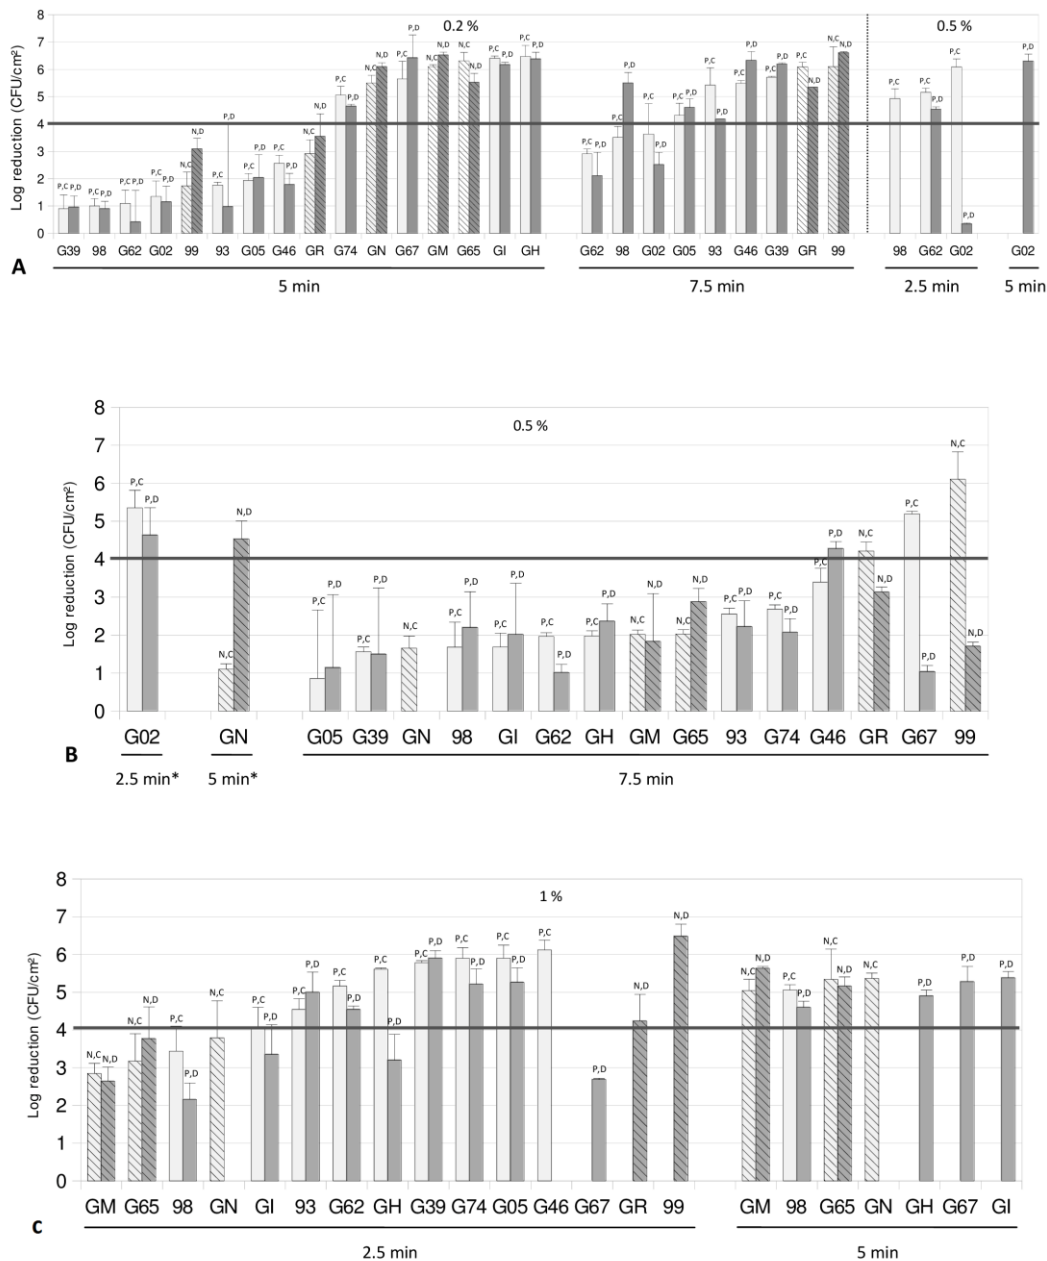 Log reduction (CFU/cm²)
8
7
6
5
4
3
2
1
0
0.2 %
0.5 %
P,C P,D P,C P,D P,C P,D P,C P,D N,C N,D P,C P,D P,C P,D P,C P,D N,C N,D P,C P,D N,C N,D P,C P,D P,C N,D N,C N,D P,C P,D P,C P,D
P,C P,D P,C P,D P,C P,D P,C P,D P,C P,D P,C P,D P,C P,D N,C N,D N,C N,D
P,C P,C P,D P,C P,D P,D
G39 98 G62 G02 99 93 G05 G46 GR G74 GN G67 GM G65 GI GH G62 98 G02 G05 93 G46 G39 GR 99 98 G62 G02 G02
A
5 min 7.5 min 2.5 min 5 min
Log reduction (CFU/cm²)
8
7
6
5
4
3
2
1
0
0.5 %
P,C P,D N,C N,D
P,C P,D P,C P,D N,C P,C P,D P,C P,D P,C P,D P,C P,D N,C N,D N,C N,D P,C P,D P,C P,D P,C P,D N,C N,D P,C P,D N,C N,D
G02 GN G05 G39 GN 98 GI G62 GH GM G65 93 G74 G46 GR G67 99
B
2.5 min* 5 min* 7.5 min
Log reduction (CFU/cm²)
8
7
6
5
4
3
2
1
0
1 %
N,C N,D N,C N,D P,C P,D N,C P,C P,D P,C P,D P,C P,D P,C P,D P,C P,D P,C P,D P,C P,D P,C P,D N,D N,D
N,C N,D P,C P,D N,C N,D N,C P,D P,D P,D
GM G65 98 GN GI 93 G62 GH G39 G74 G05 G46 G67 GR 99 GM 98 G65 GN GH G67 GI
c
2.5 min 5 min